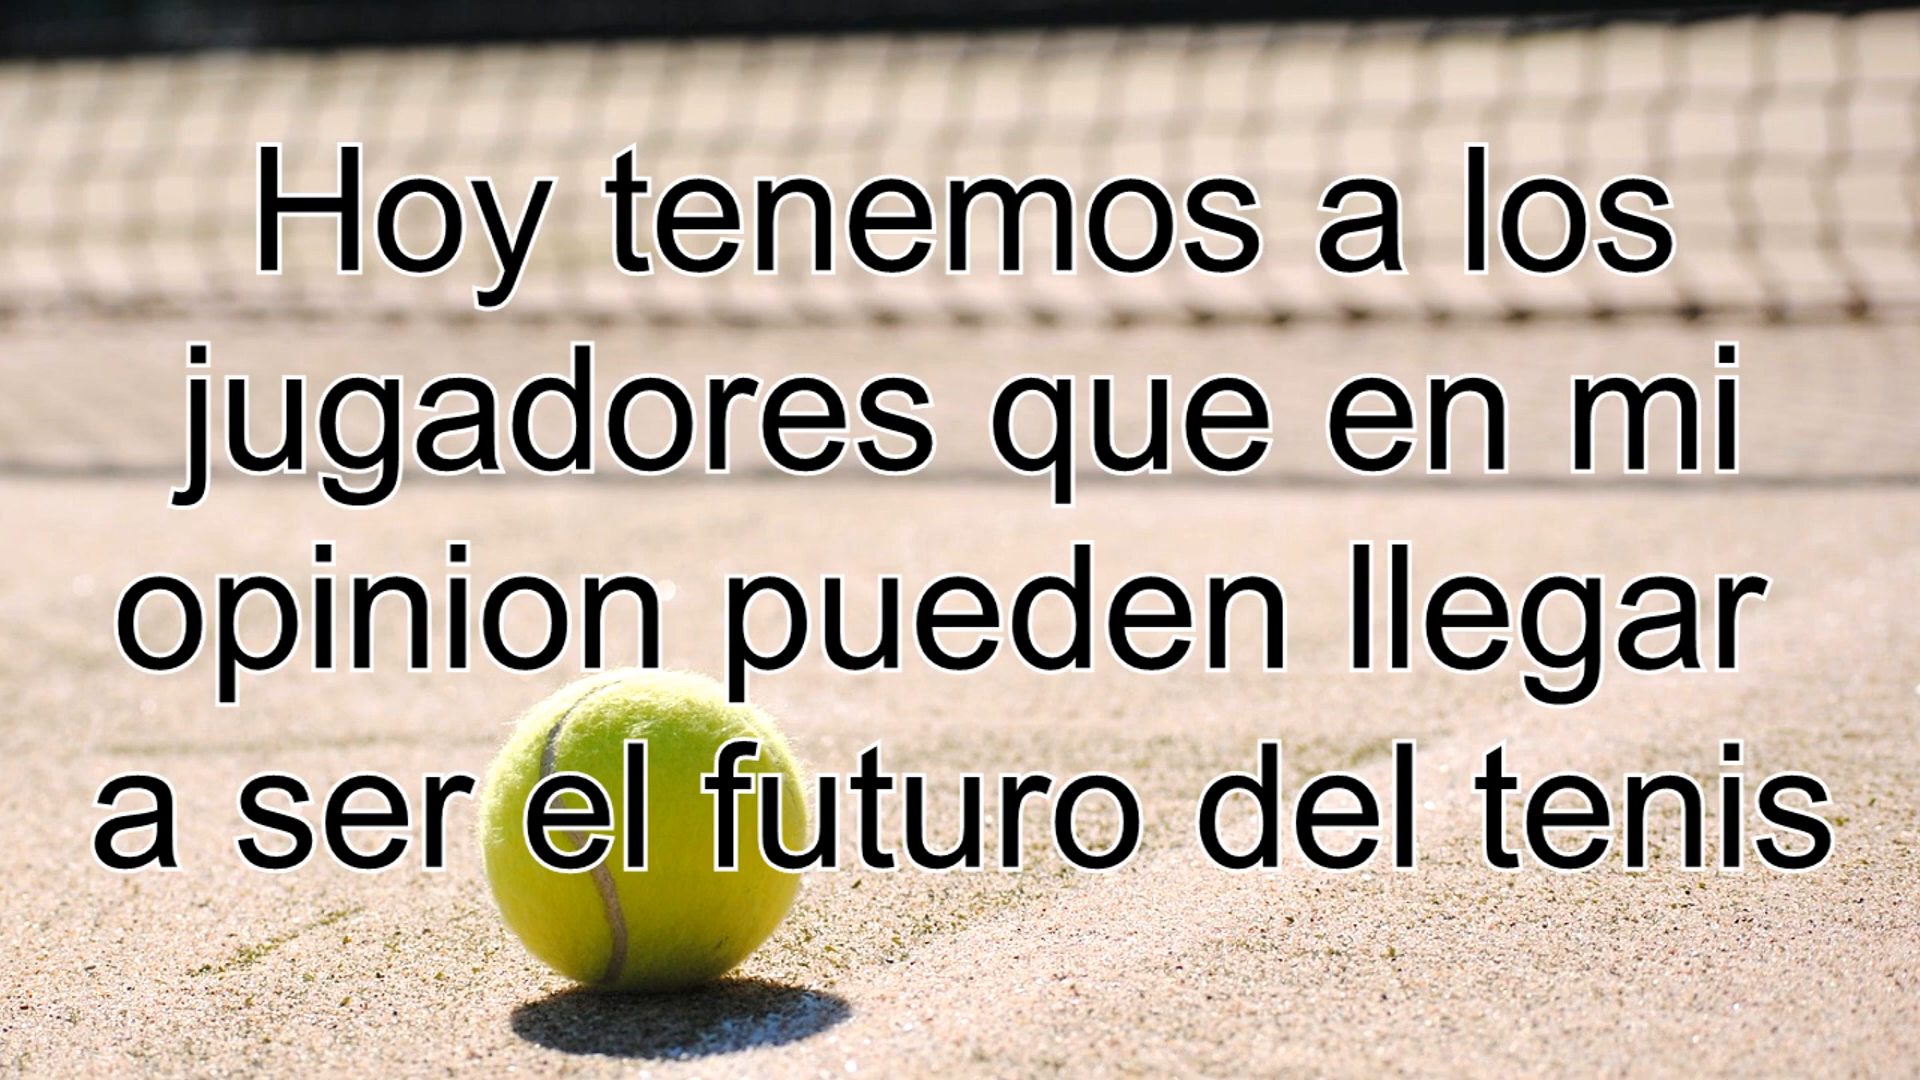 Hoy tenemos a los
jugadores que en mi
opinion pueden llegar
a ser el futuro del tenis